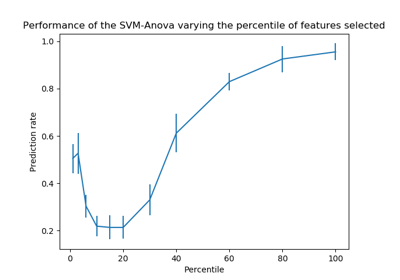 Performance of the SVM-Anova varying the percentile of features selected
1.0
0.8
0.6
0.4
0.2
Prediction rate
0 20 40 60 80 100
Percentile